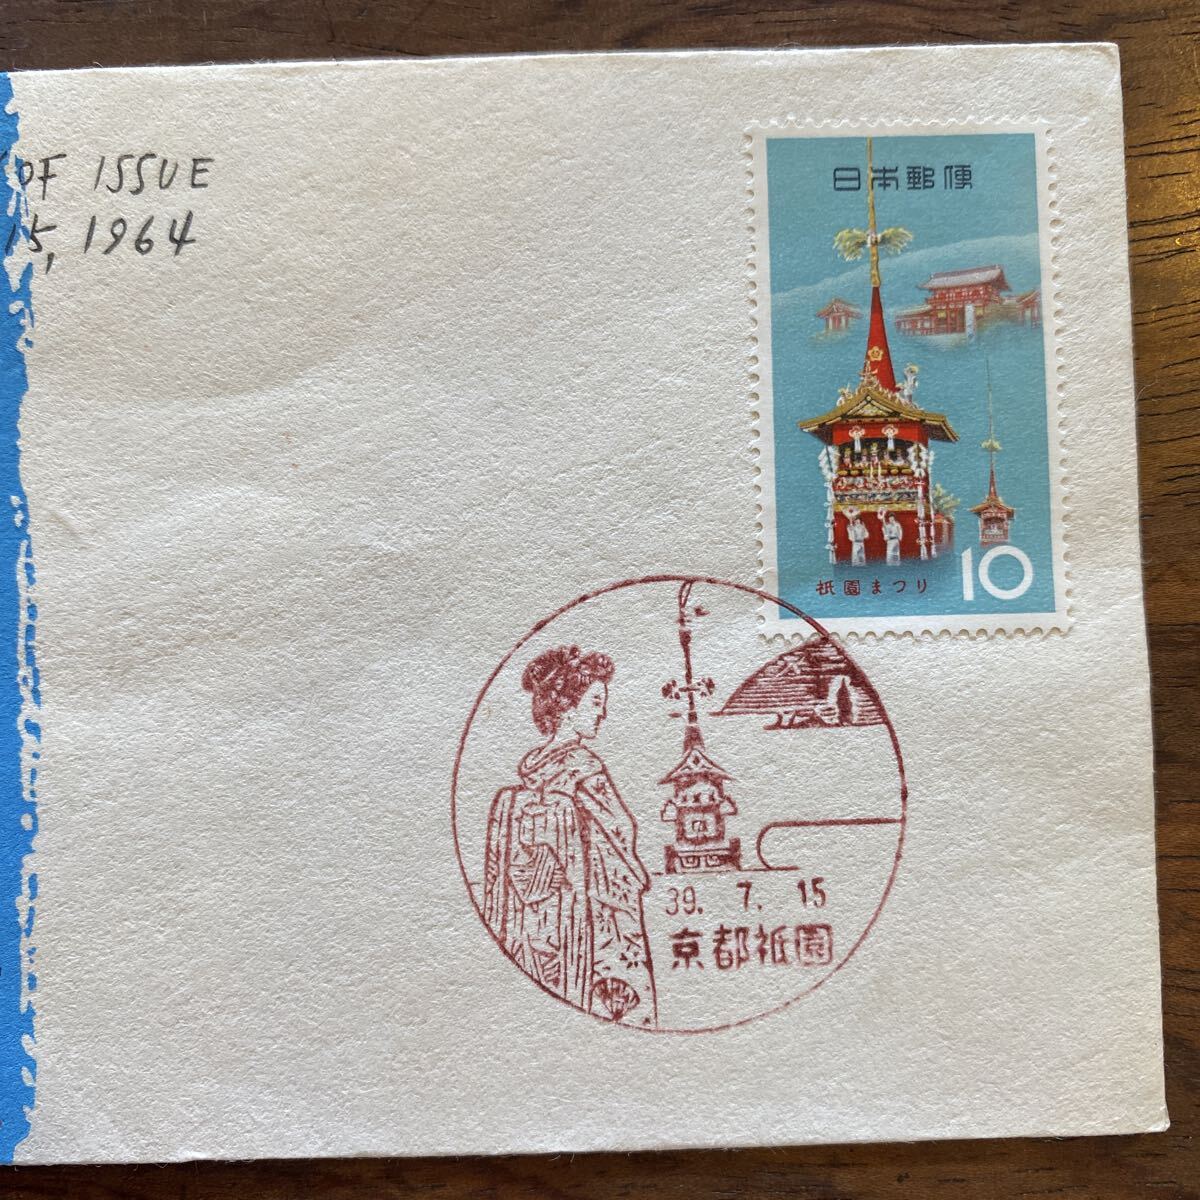 OF ISSUE
15, 1964
日本郵便
祇園まつり
10
39. 7. 15
京都祇園